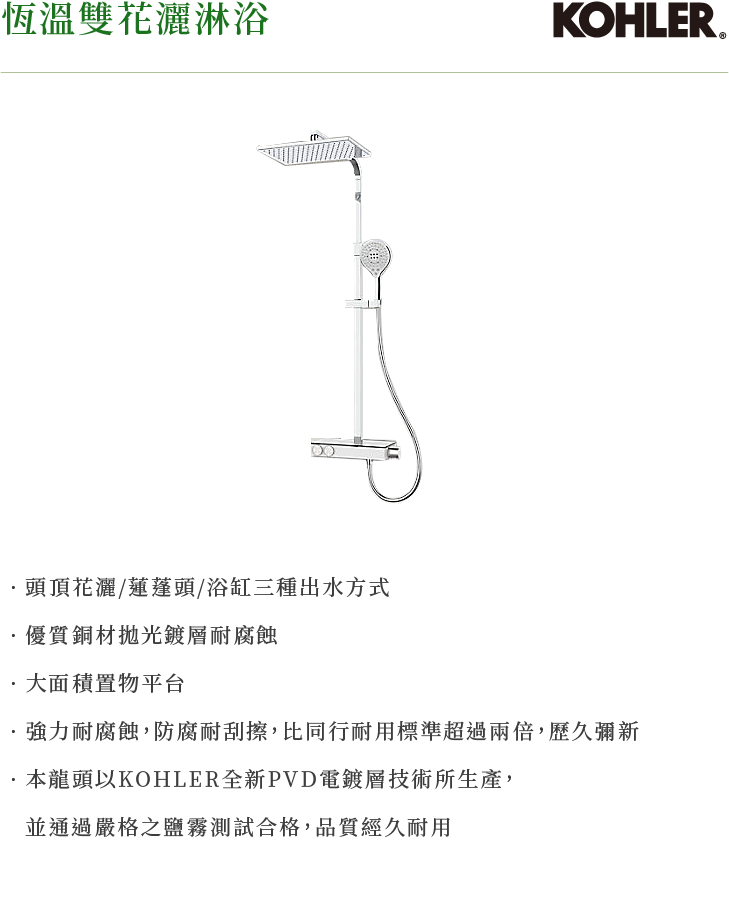 恆溫雙花灑淋浴
KOHLER®
·頭頂花灑/蓮蓬頭/浴缸三種出水方式
·優質銅材拋光鍍層耐腐蝕
·大面積置物平台
·強力耐腐蝕，防腐耐刮擦，比同行耐用標準超過兩倍，歷久彌新
·本龍頭以KOHLER全新PVD電鍍層技術所生產，
並通過嚴格之鹽霧測試合格，品質經久耐用